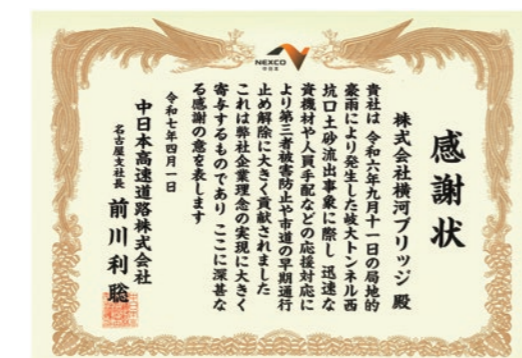 NEXCO
中日本
感謝状
株式会社横河ブリッジ 殿
貴社は 令和六年九月十一日の局地的
豪雨により発生した岐大トンネル西
坑口土砂流出事象に際し 迅速な
資機材や人員手配などの応援対応に
より第三者被害防止や市道の早期通行
止め解除に大きく貢献されました
これは弊社企業理念の実現に大きく
寄与するものであり ここに深甚な
る感謝の意を表します
令和七年四月一日
中日本高速道路株式会社
名古屋支社長 前川利聡